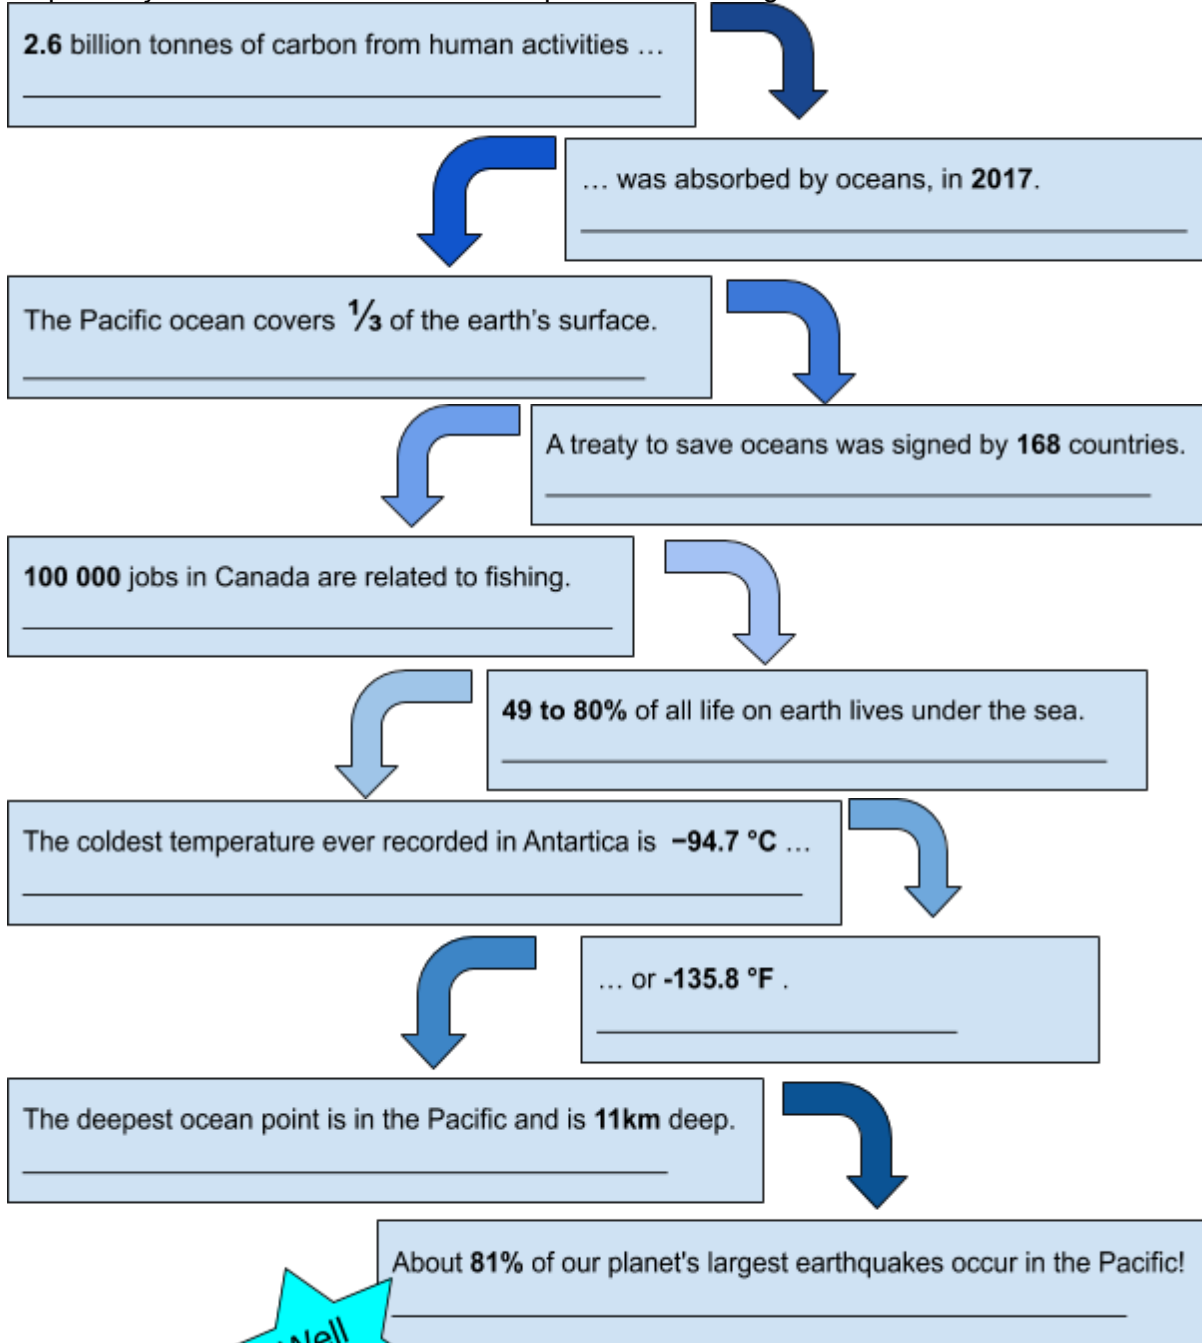 2.6 billion tonnes of carbon from human activities …
… was absorbed by oceans, in 2017.
The Pacific ocean covers ⅓ of the earth's surface.
A treaty to save oceans was signed by 168 countries.
100 000 jobs in Canada are related to fishing.
49 to 80% of all life on earth lives under the sea.
The coldest temperature ever recorded in Antartica is −94.7 °C …
… or -135.8 °F .
The deepest ocean point is in the Pacific and is 11km deep.
About 81% of our planet's largest earthquakes occur in the Pacific!
Well